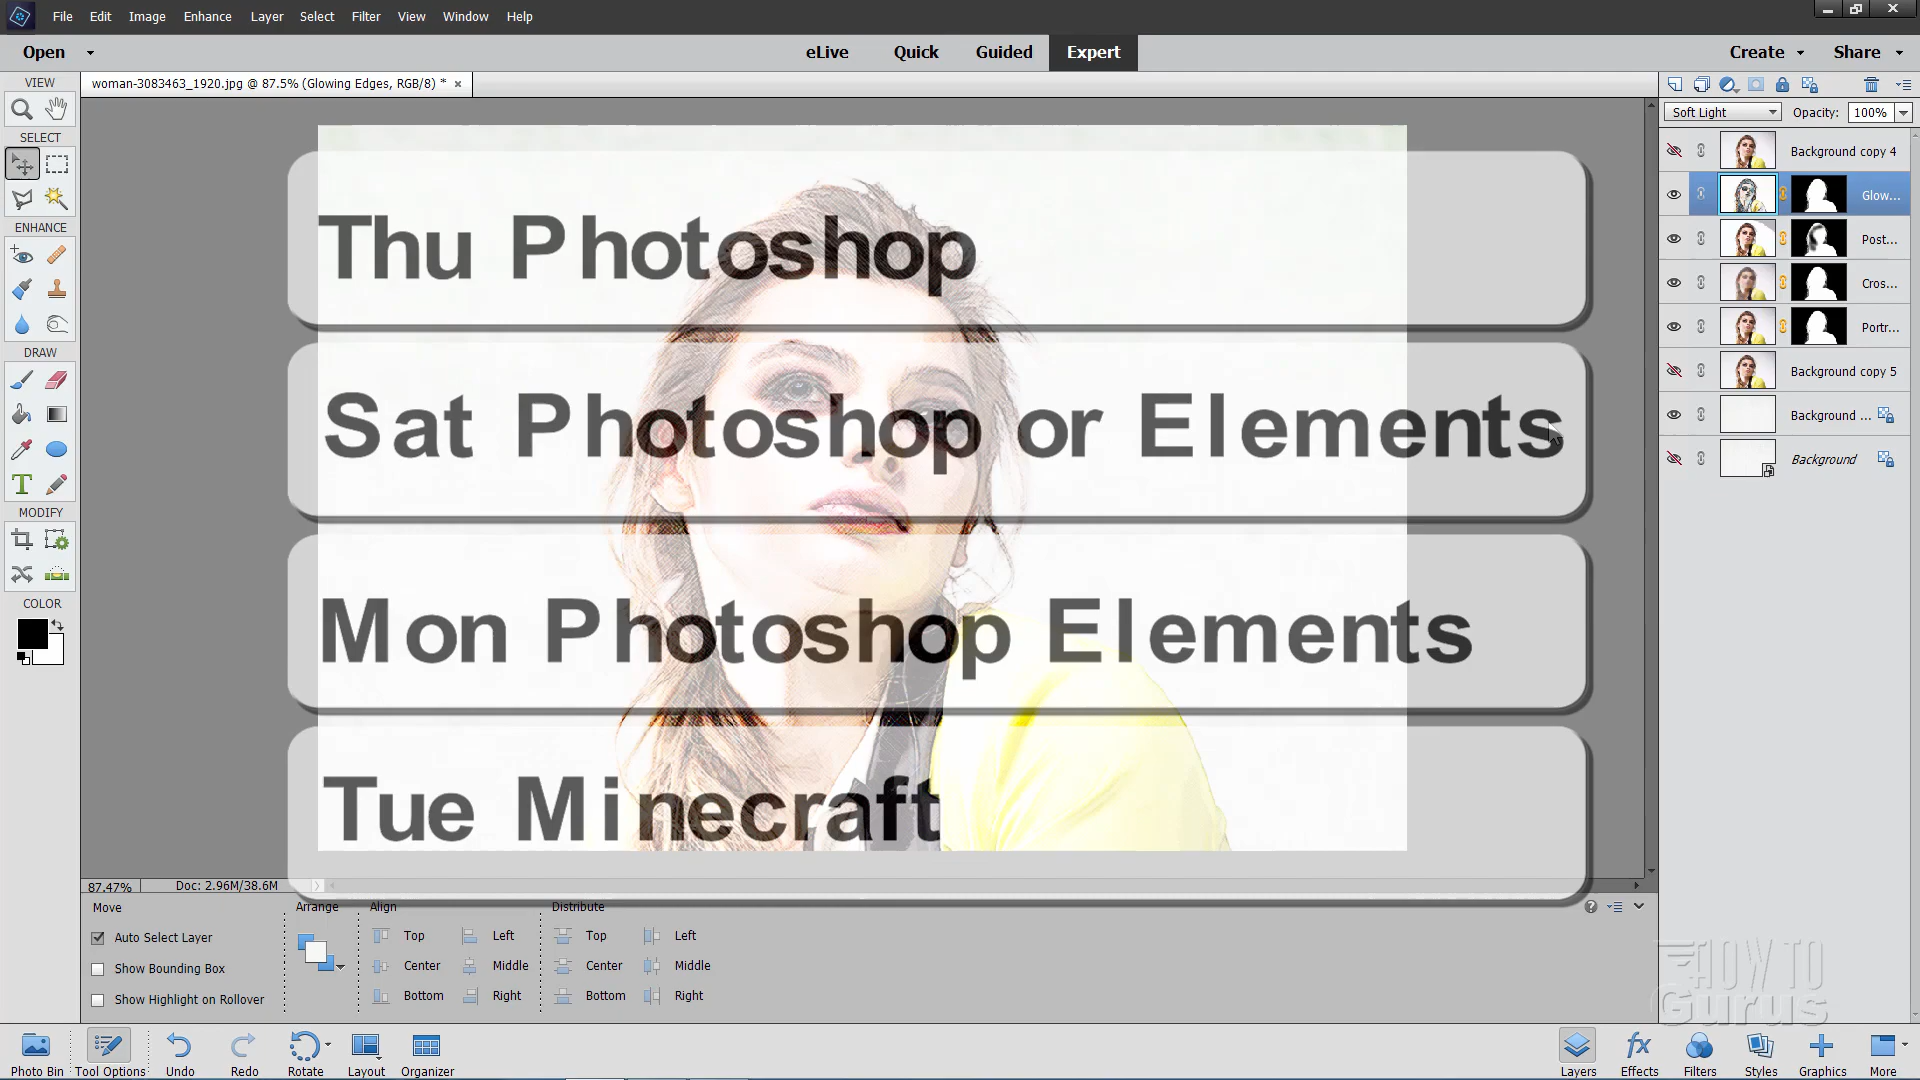 File Edit Image Enhance Layer Select Filter View Window Help
Open eLive Quick Guided Expert Create Share
VIEW woman-3083463_1920.jpg @ 87.5% (Glowing Edges, RGB/8) * ×
Soft Light Opacity: 100%
SELECT
Background copy 4
Glow...
ENHANCE
Post...
Cros...
Portr...
DRAW
Background copy 5
Background ...
Background
T
MODIFY
COLOR
Thu Photoshop
Sat Photoshop or Elements
Mon Photoshop Elements
Tue Minecraft
87.47% Doc: 2.96M/38.6M
Move Arrange Align Distribute
Auto Select Layer Top Left Top Left
Show Bounding Box Center Middle Center Middle
Show Highlight on Rollover Bottom Right Bottom Right
HOW TO
Gurus
Photo Bin Tool Options Undo Redo Rotate Layout Organizer Layers Effects Filters Styles Graphics More